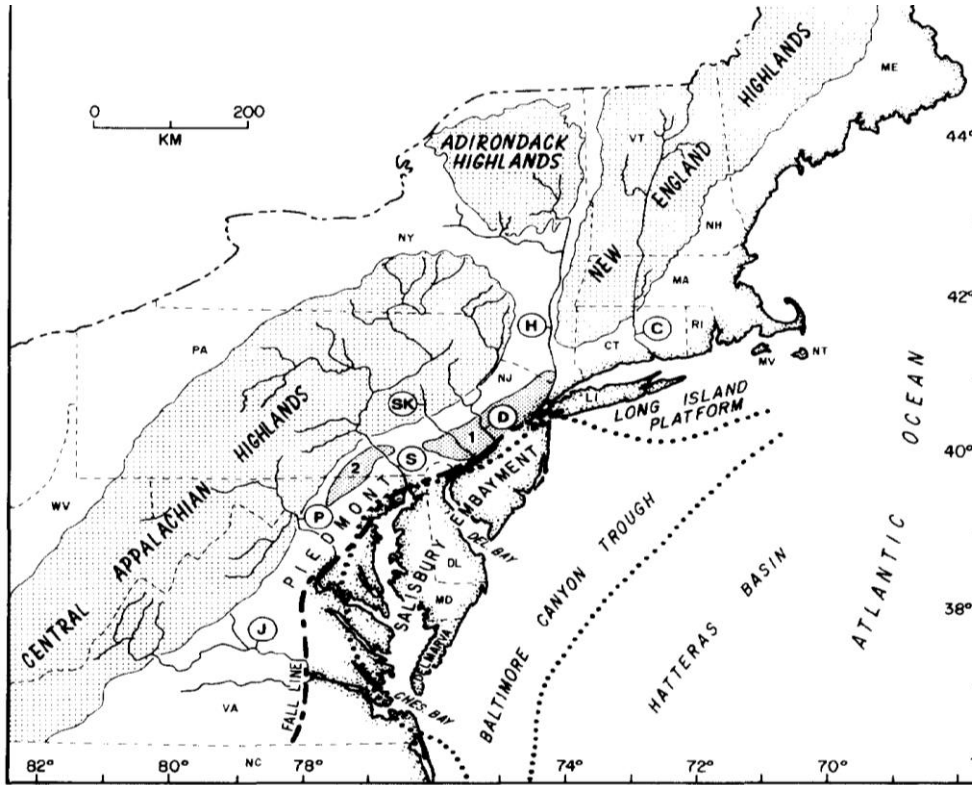 HIGHLANDS
ME
0 200
KM
ADIRONDACK
HIGHLANDS
VT
44°
ENGLAND
NH
NY
NEW
MA
42°
H
C
RI
PA
CT
MV
NT
NJ
LI
LONG ISLAND
PLATFORM
SK
D
HIGHLANDS
1
OCEAN
2
S
40°
WV
PIEDMONT
EMBAYMENT
P
TROUGH
DEL BAY
APPALACHIAN
DL
SALISBURY
MD
CANYON
BASIN
ATLANTIC
38°
J
DELMARVA
CENTRAL
HATTERAS
FALL LINE
BALTIMORE
VA
CHES. BAY
NC
82° 80° 78° 76° 74° 72° 70° 7